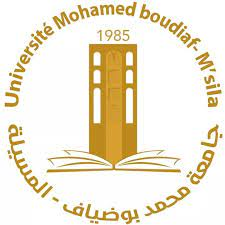 Université Mohamed boudiaf- M'sila
1985
جامعة محمد بوضياف - المسيلة